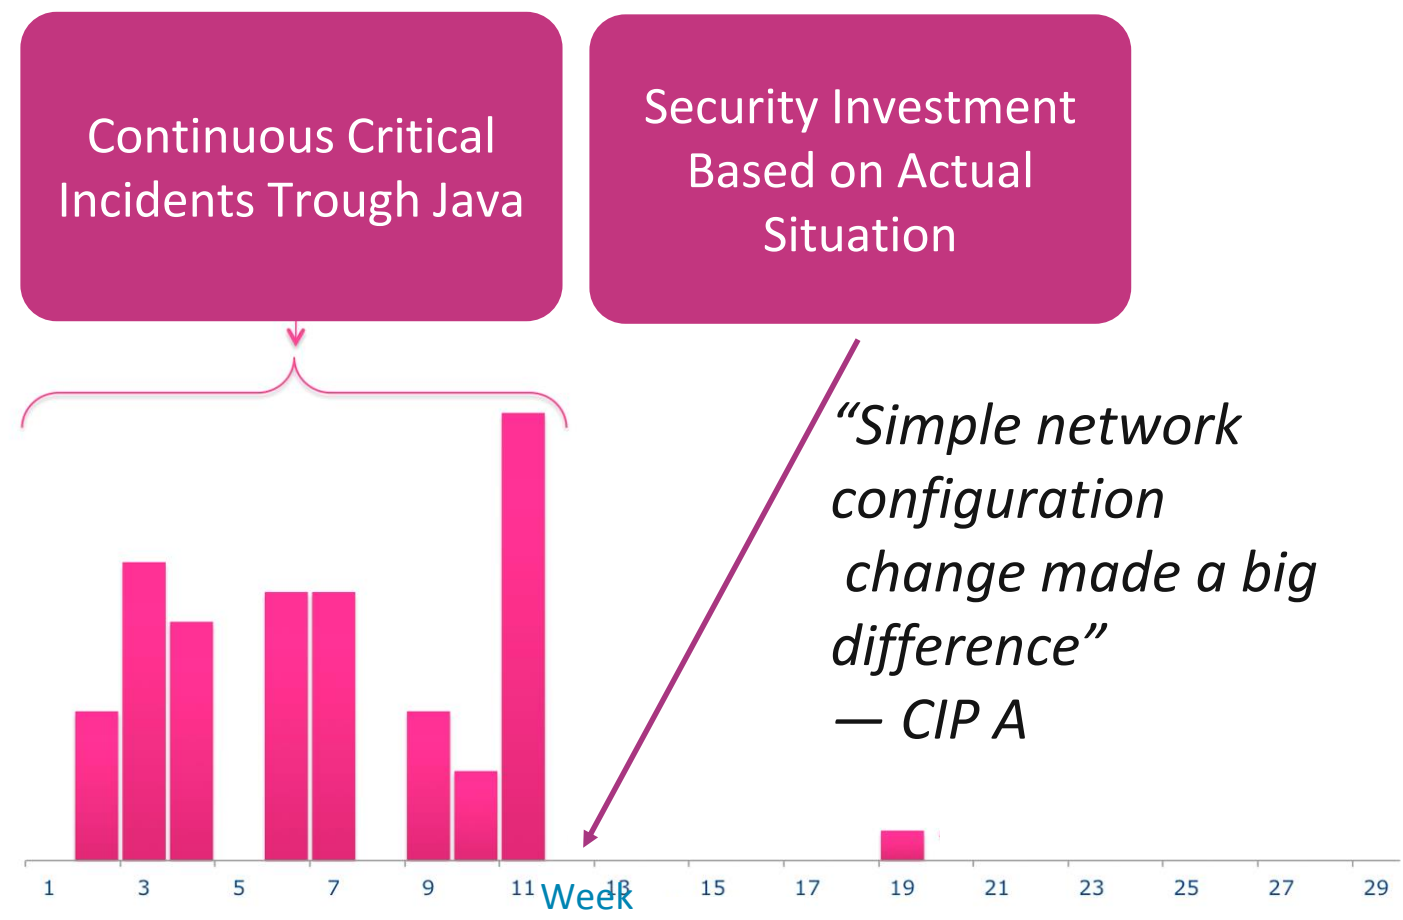 Continuous Critical
Incidents Trough Java
Security Investment
Based on Actual
Situation
“Simple network
configuration
change made a big
difference”
— CIP A
1 3 5 7 9 11 13 15 17 19 21 23 25 27 29
Week